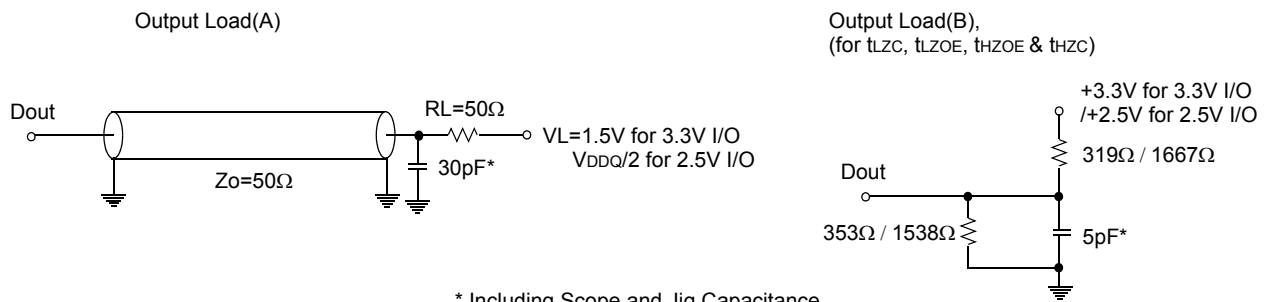 Output Load(A)
Dout
Zo=50Ω
RL=50Ω
30pF*
VL=1.5V for 3.3V I/O
VDDQ/2 for 2.5V I/O
Output Load(B),
(for tLZC, tLZOE, tHZOE & tHZC)
+3.3V for 3.3V I/O
/+2.5V for 2.5V I/O
319Ω / 1667Ω
Dout
353Ω / 1538Ω
5pF*
* Including Scope and Jig Capacitance